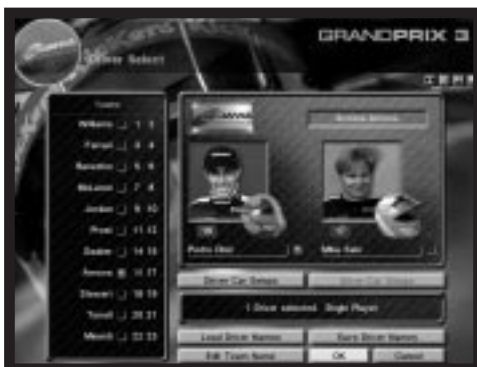 GRANDPRIX 3
Driver Select
Teams
Williams 1 2
Ferrari 3 4
Benetton 5 6
McLaren 7 8
Jordan 9 10
Prost 11 12
Sauber 14 15
Arrows 16 17
Stewart 18 19
Tyrrell 20 21
Minardi 22 23
Pedro Diniz
Mika Salo
Driver Car Setups
Driver Car Setups
1 Driver selected. Single Player
Load Driver Names
Save Driver Names
Edit Team Name
OK
Cancel